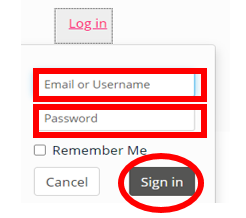 Log in
Email or Username
Password
Remember Me
Cancel Sign in